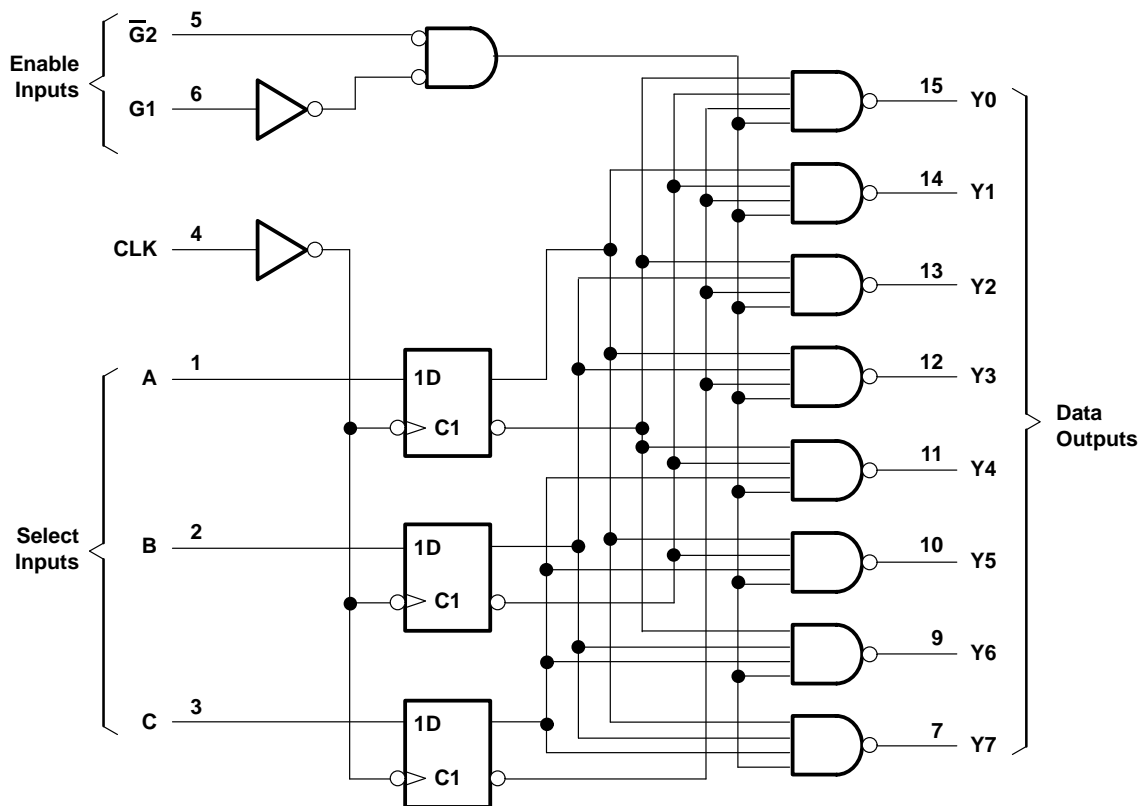 G̅2 5
Enable
Inputs
G1 6
CLK 4
Select
Inputs
A 1
1D
C1
B 2
1D
C1
C 3
1D
C1
15 Y0
14 Y1
13 Y2
12 Y3
11 Y4
10 Y5
9 Y6
7 Y7
Data
Outputs